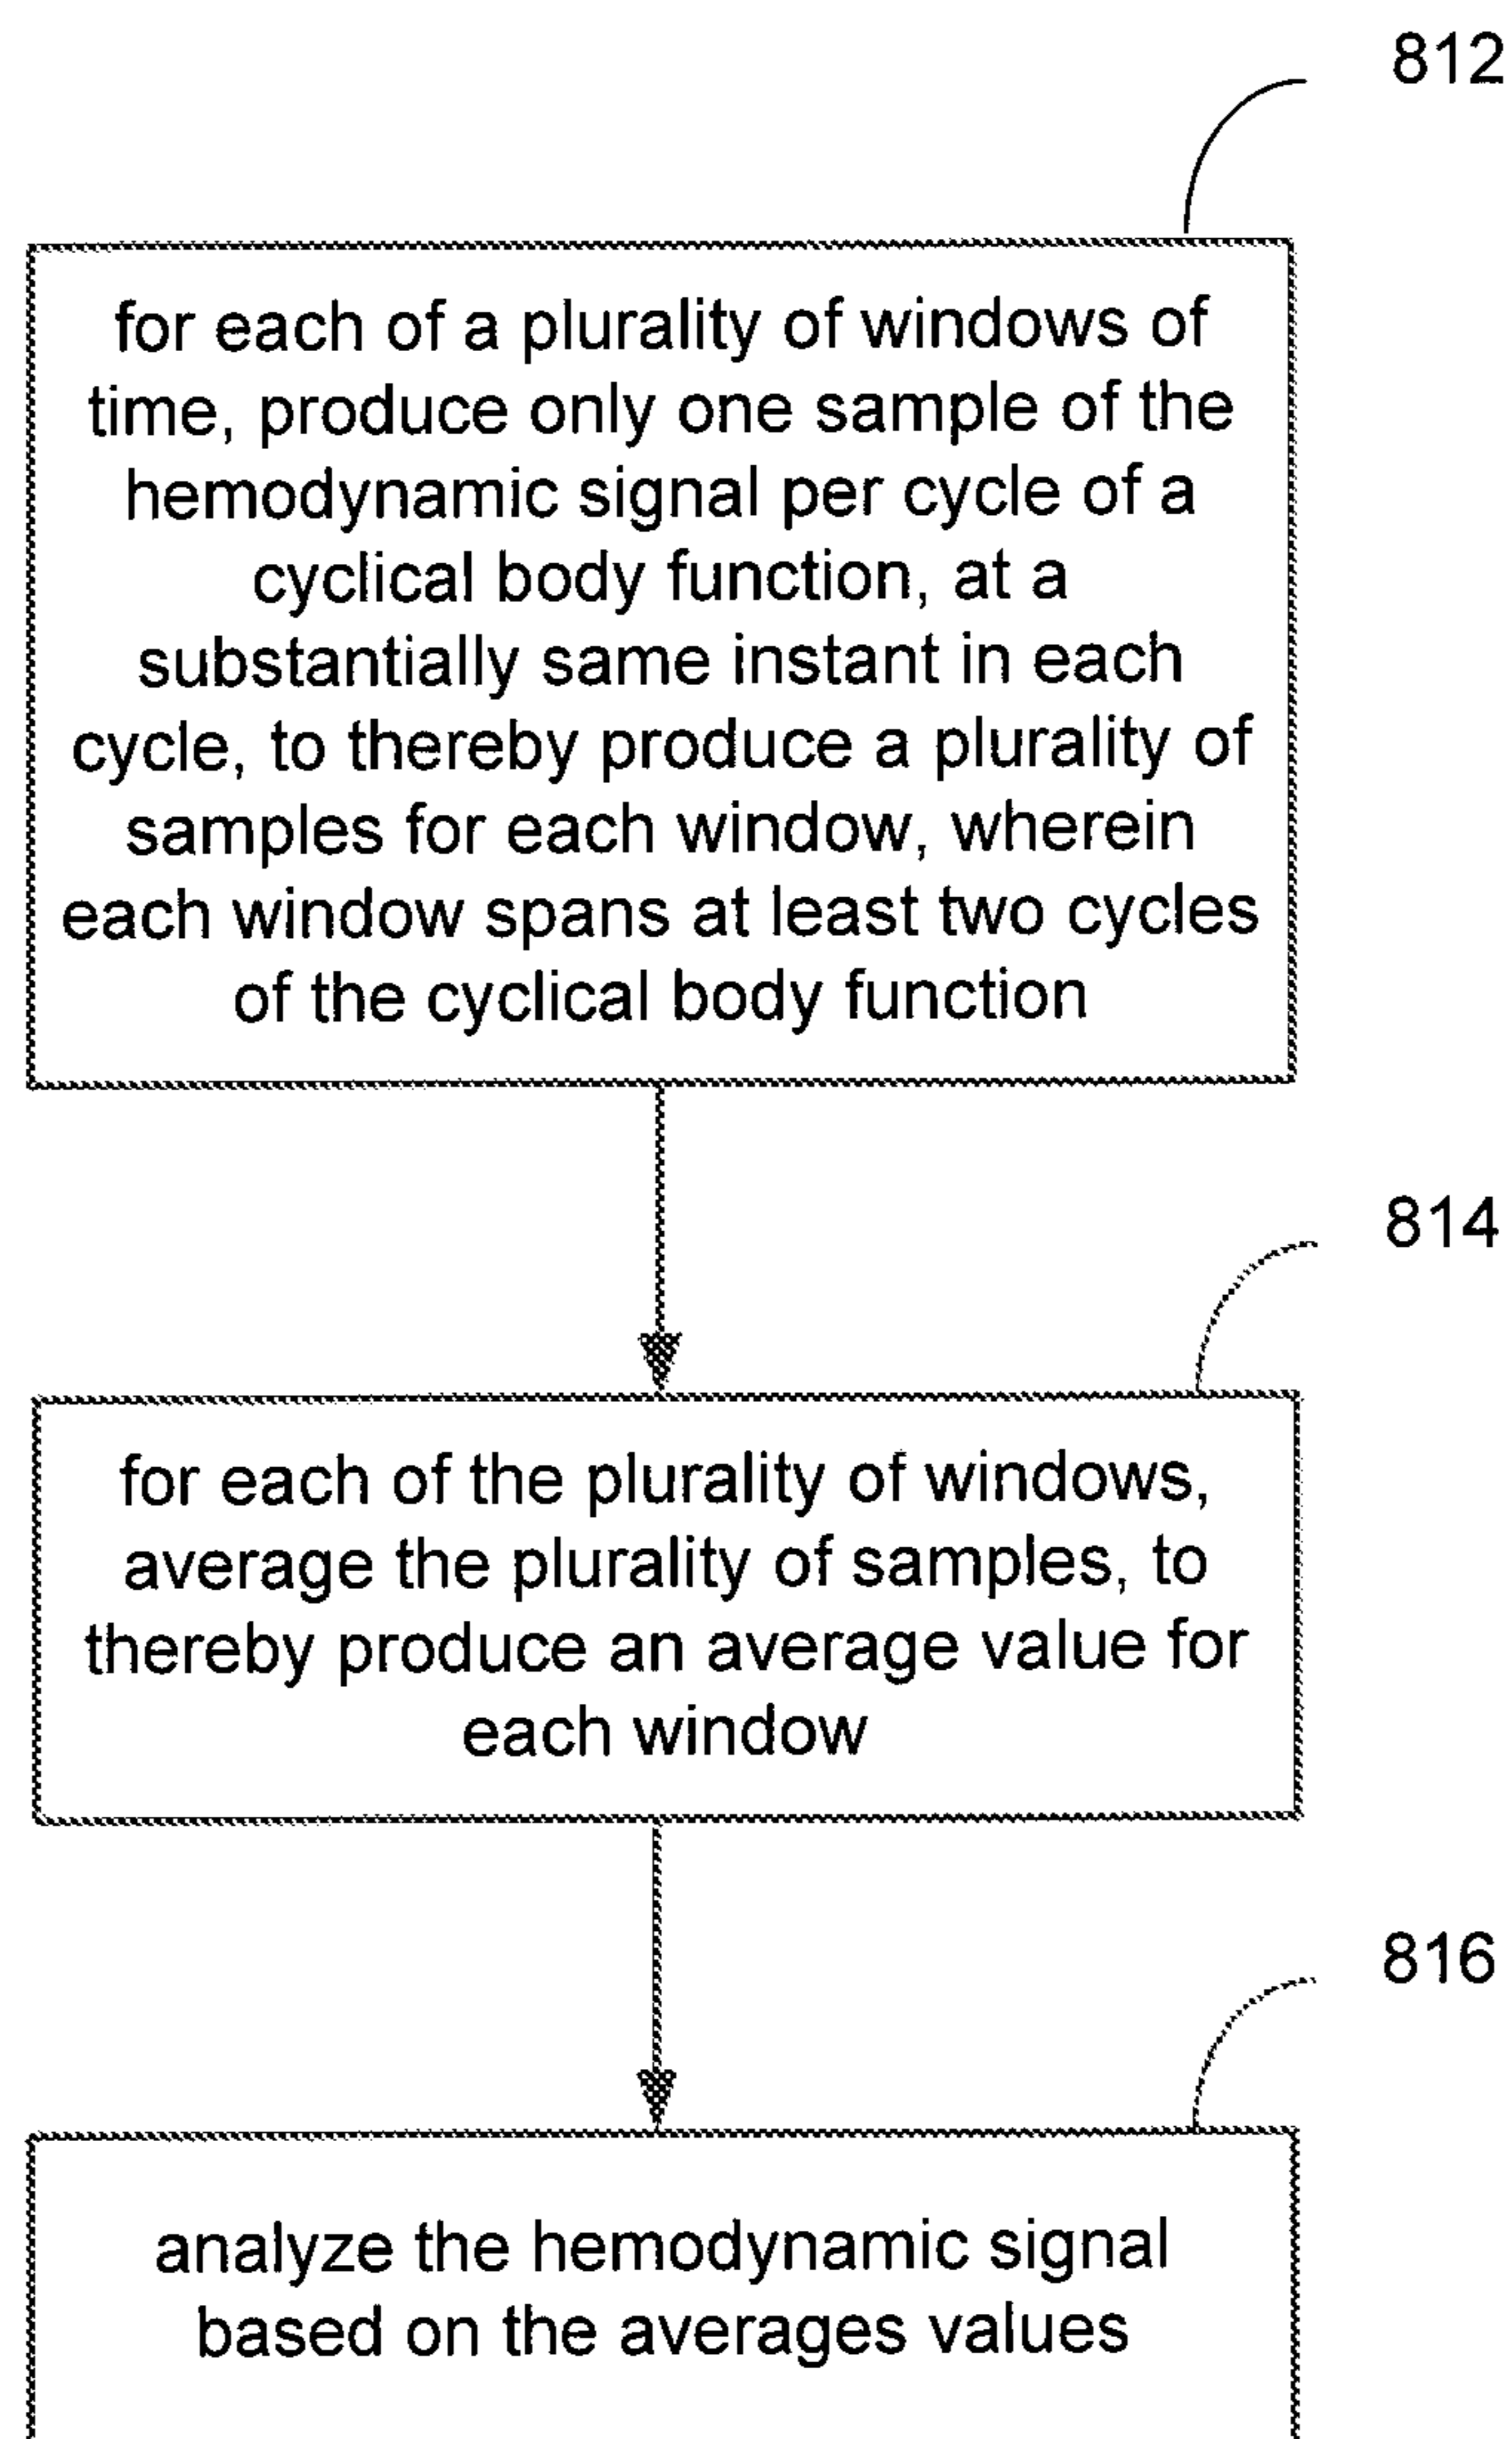 812
for each of a plurality of windows of
time, produce only one sample of the
hemodynamic signal per cycle of a
cyclical body function, at a
substantially same instant in each
cycle, to thereby produce a plurality of
samples for each window, wherein
each window spans at least two cycles
of the cyclical body function
814
for each of the plurality of windows,
average the plurality of samples, to
thereby produce an average value for
each window
816
analyze the hemodynamic signal
based on the averages values